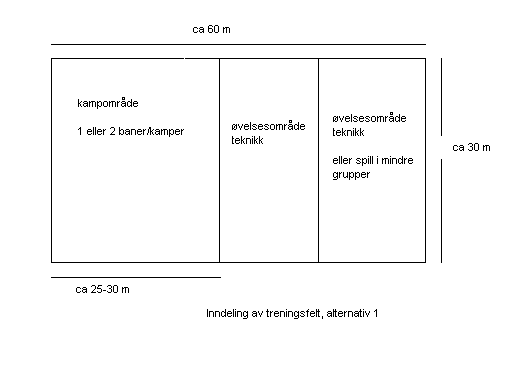 ca 60 m
kampområde
1 eller 2 baner/kamper
øvelsesområde
teknikk
øvelsesområde
teknikk
eller spill i mindre
grupper
ca 30 m
ca 25-30 m
Inndeling av treningsfelt, alternativ 1